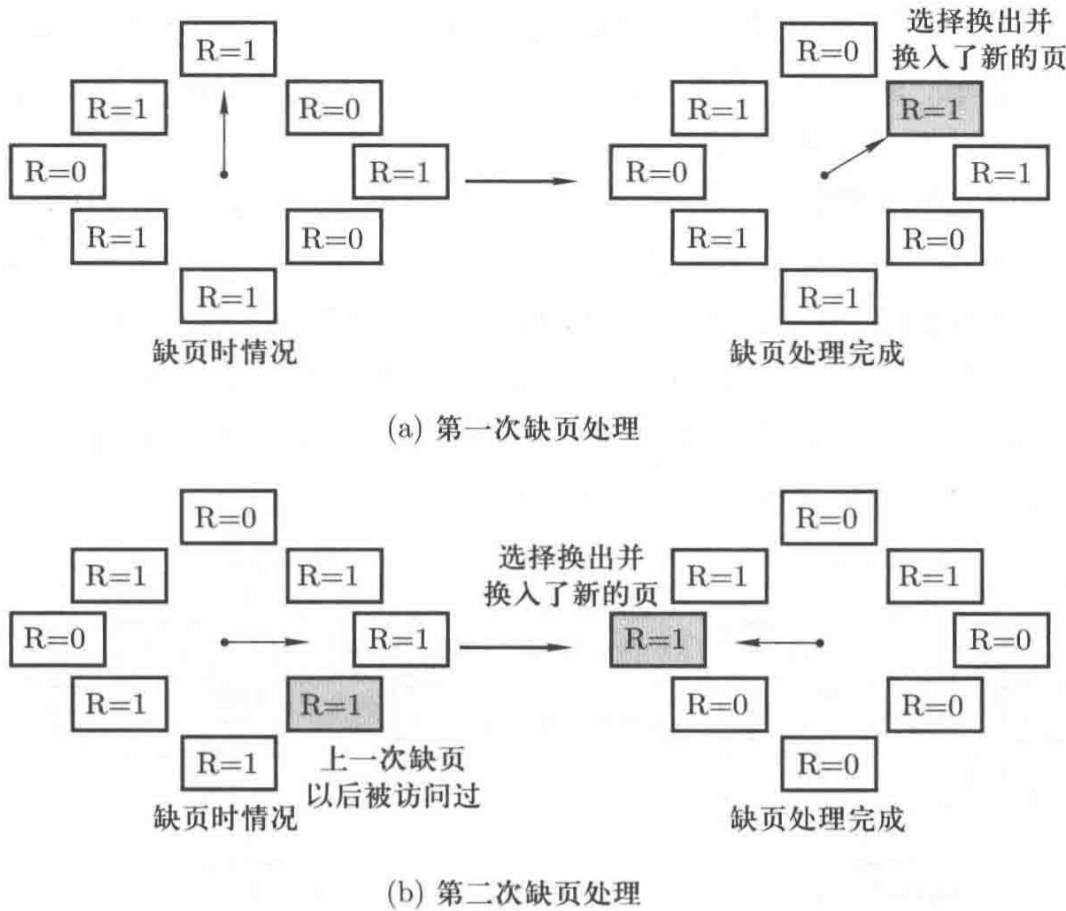 选择换出并
换入了新的页
R=1
R=1
R=0
R=0
R=1
R=1
R=0
R=1
缺页时情况
R=0
R=1
R=1
R=0
R=1
R=1
R=0
R=1
缺页处理完成
(a) 第一次缺页处理
R=0
R=1
R=1
R=0
R=1
R=1
R=1
R=1
上一次缺页
以后被访问过
缺页时情况
选择换出并
换入了新的页
R=0
R=1
R=1
R=1
R=0
R=0
R=0
R=0
缺页处理完成
(b) 第二次缺页处理